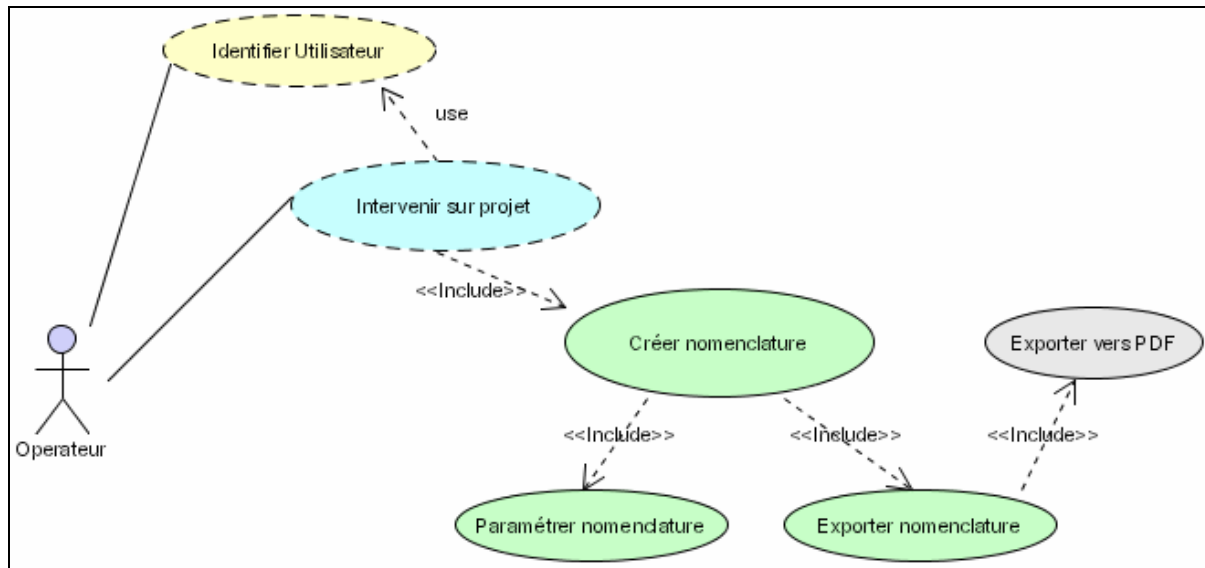 Identifier Utilisateur
use
Intervenir sur projet
<<Include>>
Créer nomenclature
Exporter vers PDF
<<Include>>
<<Include>>
<<Include>>
Operateur
Paramétrer nomenclature
Exporter nomenclature